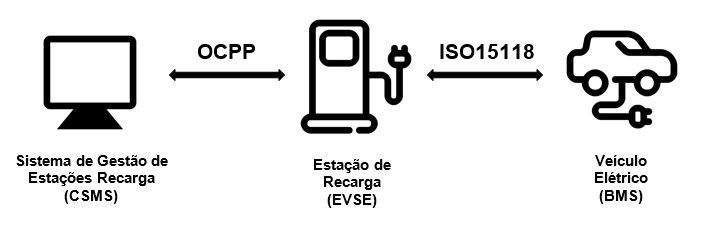 OCPP
ISO15118
Sistema de Gestão de
Estações Recarga
(CSMS)
Estação de
Recarga
(EVSE)
Veículo
Elétrico
(BMS)